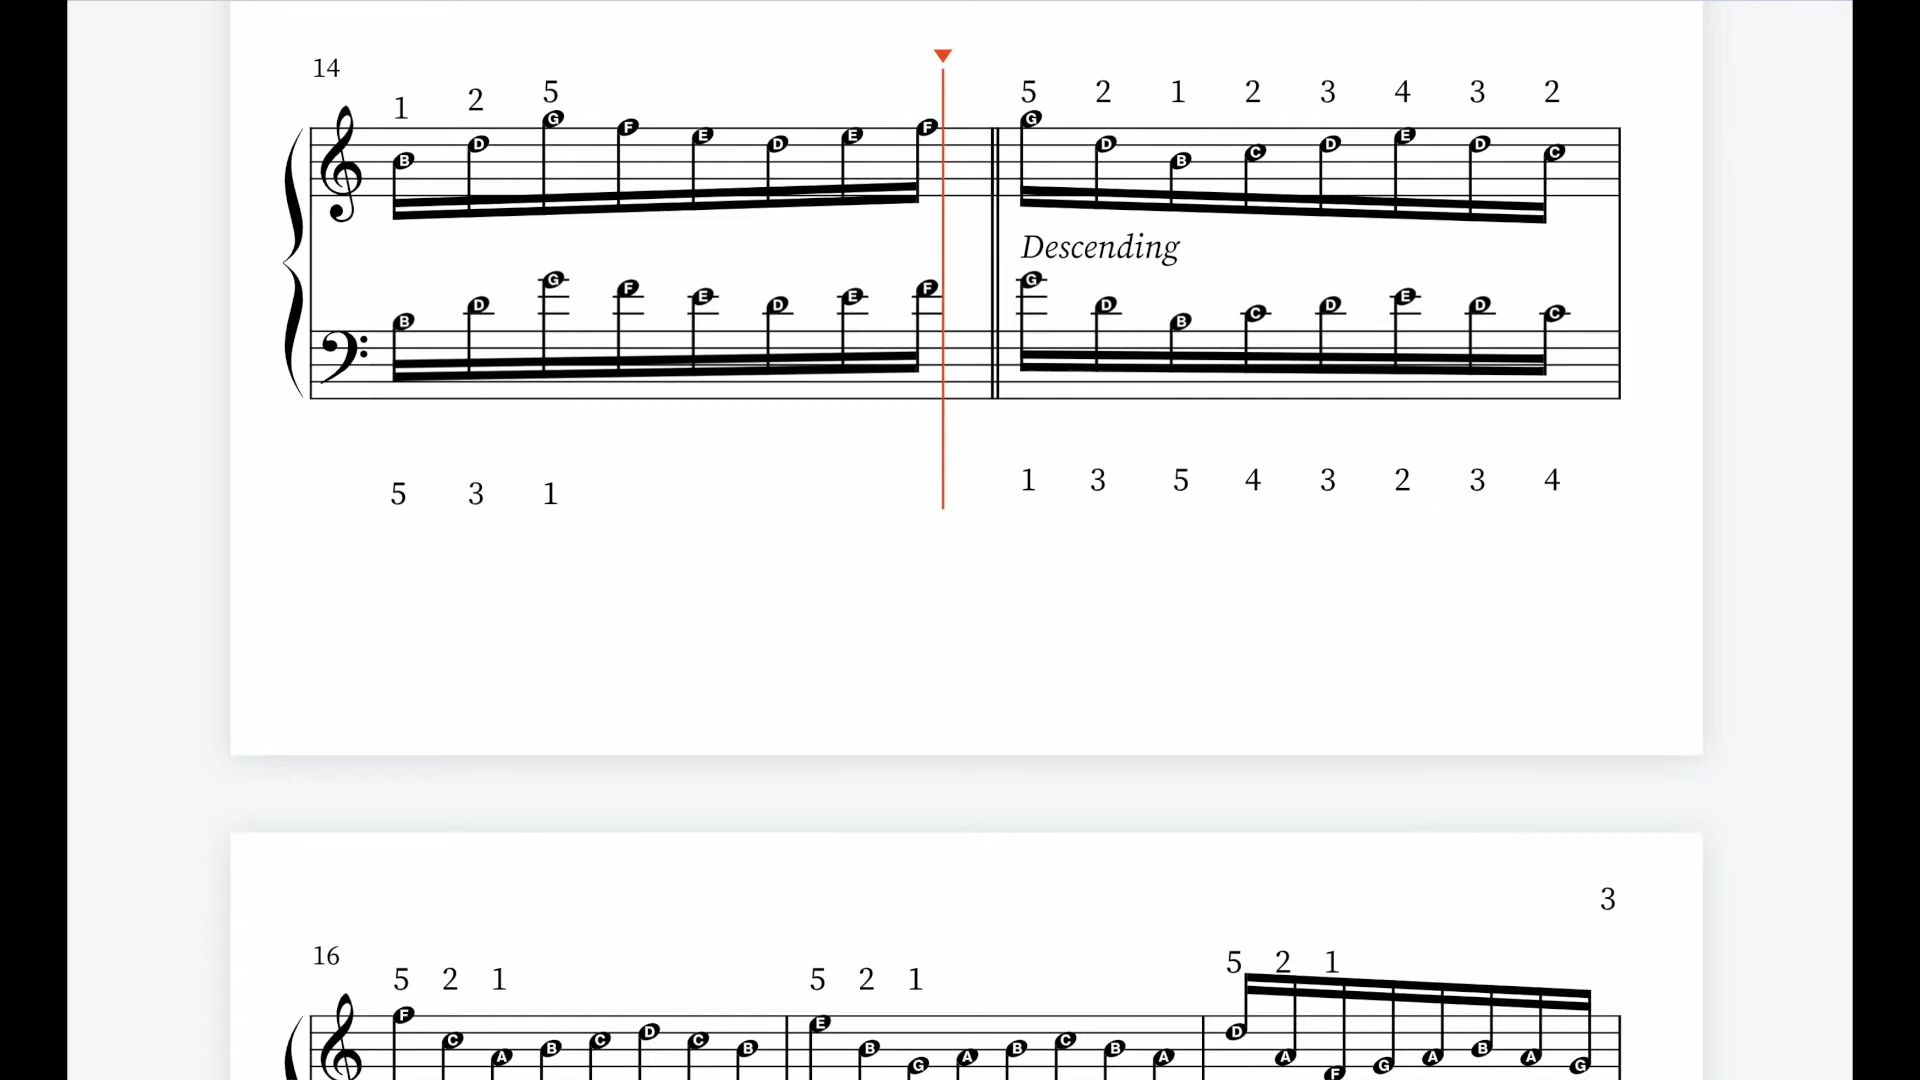 14
1 2 5 5 2 1 2 3 4 3 2
B D G F E D E F G D B C D E D C
Descending
B D G F E D E F G D B C D E D C
5 3 1 1 3 5 4 3 2 3 4
3
16
5 2 1 5 2 1 5 2 1
F C A B C D C B E B G A B C B A D A F G A B A G